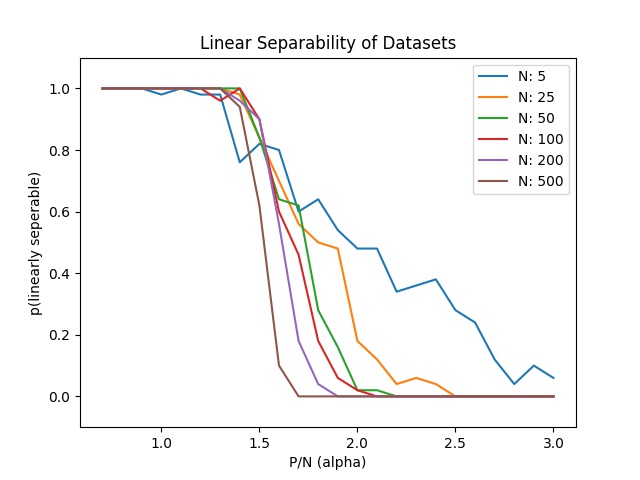 Linear Separability of Datasets
p(linearly seperable)
1.0
0.8
0.6
0.4
0.2
0.0
N: 5
N: 25
N: 50
N: 100
N: 200
N: 500
1.0 1.5 2.0 2.5 3.0
P/N (alpha)